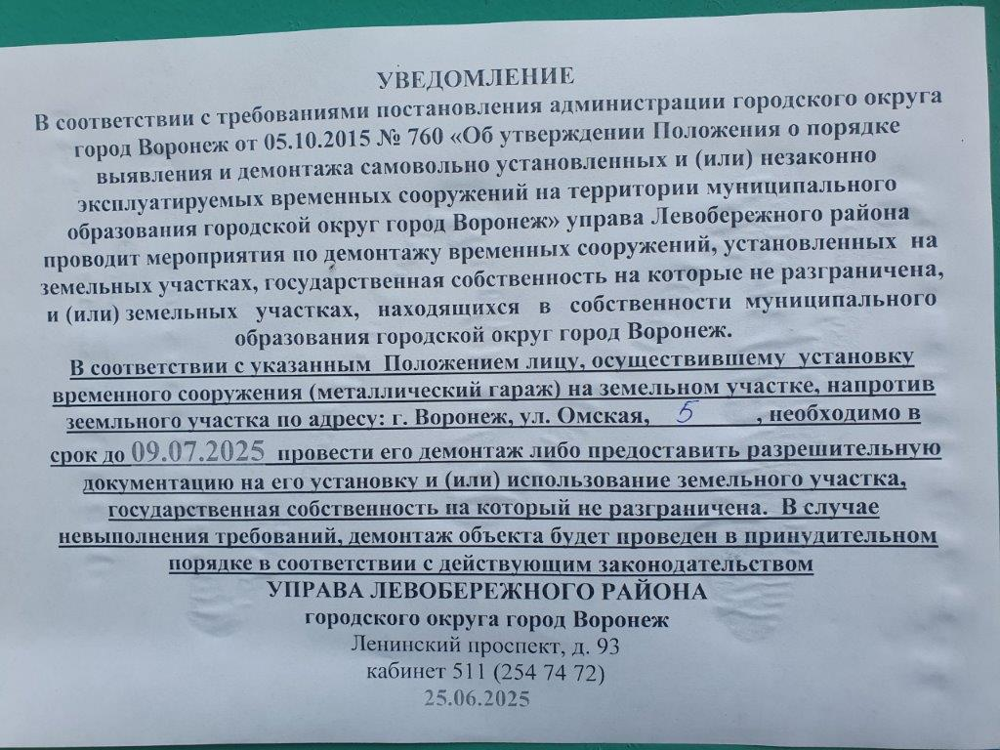 УВЕДОМЛЕНИЕ
В соответствии с требованиями постановления администрации городского округа
город Воронеж от 05.10.2015 № 760 «Об утверждении Положения о порядке
выявления и демонтажа самовольно установленных и (или) незаконно
эксплуатируемых временных сооружений на территории муниципального
образования городской округ город Воронеж» управа Левобережного района
проводит мероприятия по демонтажу временных сооружений, установленных на
земельных участках, государственная собственность на которые не разграничена,
и (или) земельных участках, находящихся в собственности муниципального
образования городской округ город Воронеж.
В соответствии с указанным Положением лицу, осуществившему установку
временного сооружения (металлический гараж) на земельном участке, напротив
зеемльного участка по адресу: г. Воронеж, ул. Омская, 5 , необходимо в
срок до 09.07.2025 провести его демонтаж либо предоставить разрешительную
документацию на его установку и (или) использование земельного участка,
государственная собственность на который не разграничена. В случае
невыполнения требований, демонтаж объекта будет проведен в принудительном
порядке в соответствии с действующим законодательством
УПРАВА ЛЕВОБЕРЕЖНОГО РАЙОНА
городского округа город Воронеж
Ленинский проспект, д. 93
кабинет 511 (254 74 72)
25.06.2025